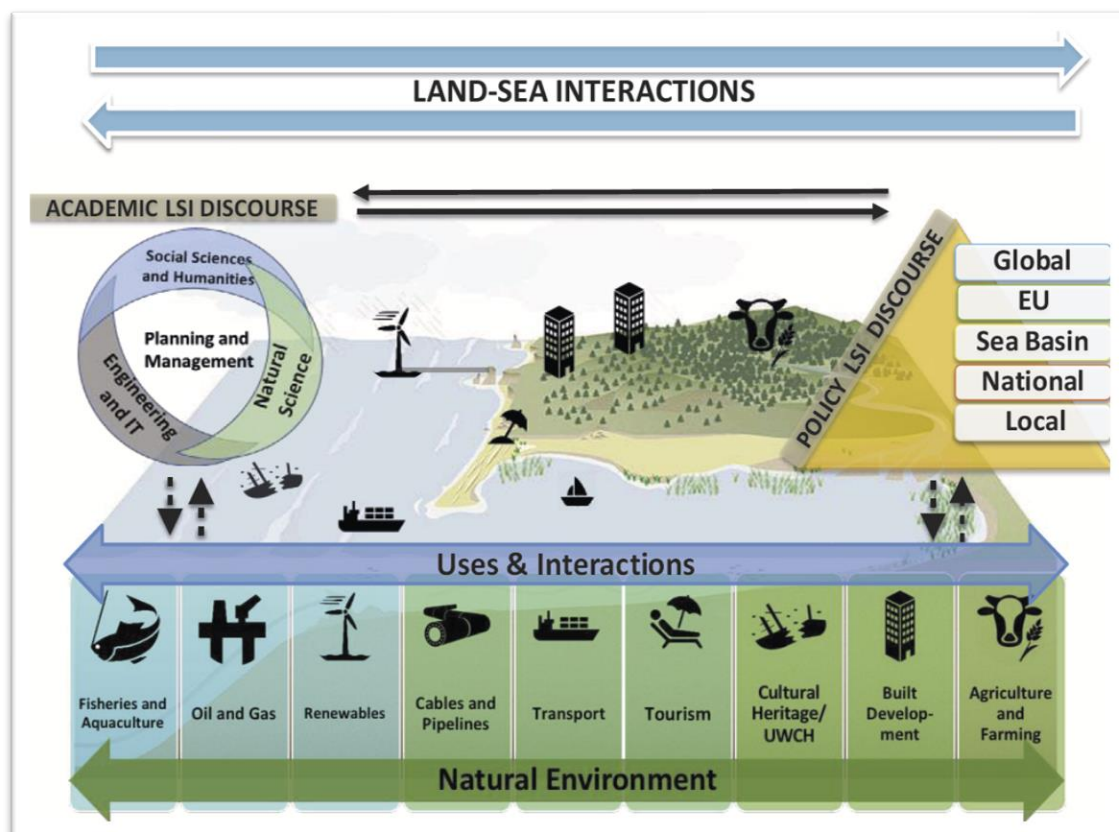 LAND-SEA INTERACTIONS
ACADEMIC LSI DISCOURSE
Social Sciences
and Humanities
Planning and
Management
Natural
Science
Engineering
and IT
POLICY LSI DISCOURSE
Global
EU
Sea Basin
National
Local
Uses & Interactions
Fisheries and
Aquaculture
Oil and Gas
Renewables
Cables and
Pipelines
Transport
Tourism
Cultural
Heritage/
UWCH
Built
Develop-
ment
Agriculture
and
Farming
Natural Environment